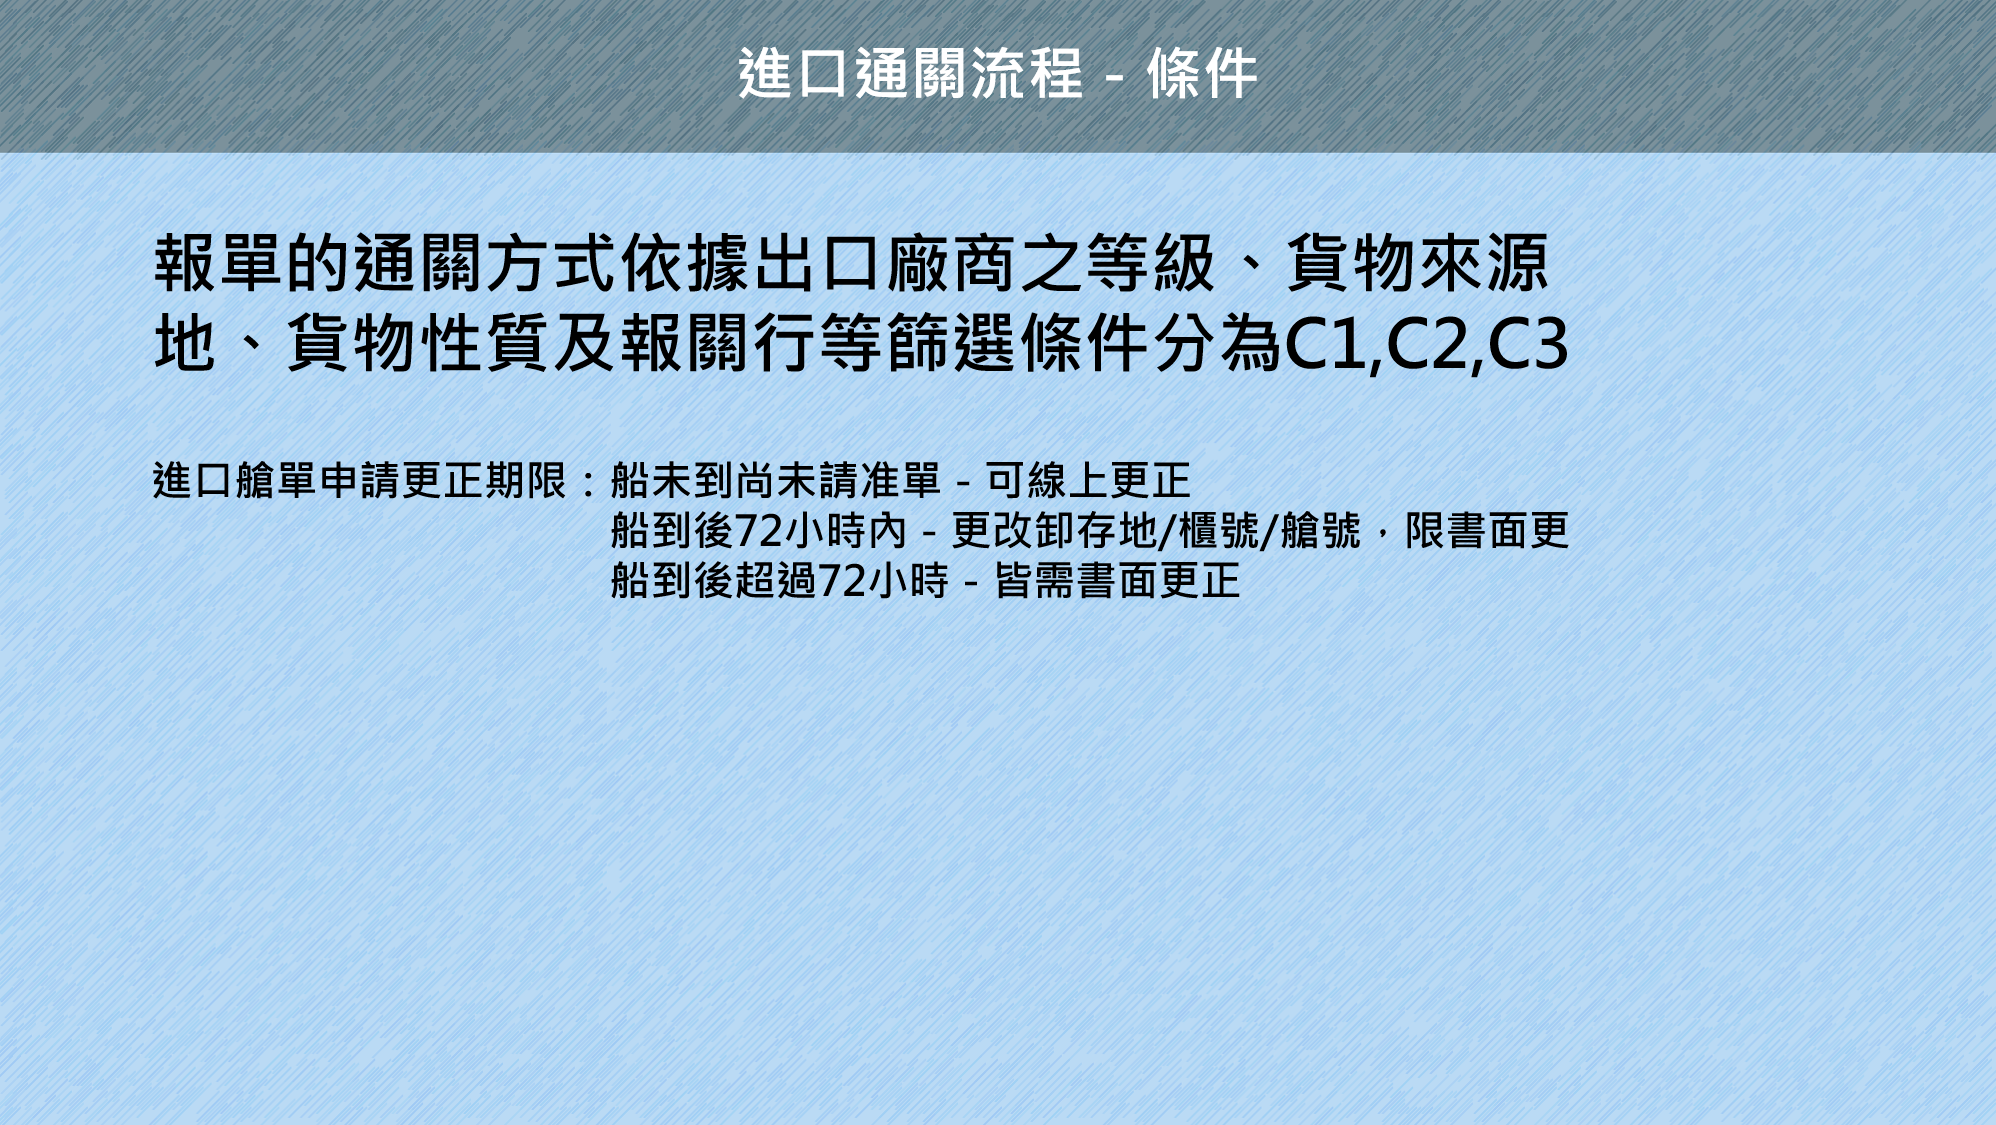 進口通關流程 - 條件
報單的通關方式依據出口廠商之等級、貨物來源
地、貨物性質及報關行等篩選條件分為C1,C2,C3
進口艙單申請更正期限：船未到尚未請准單 - 可線上更正
船到後72小時內 - 更改卸存地/櫃號/艙號，限書面更
船到後超過72小時 - 皆需書面更正